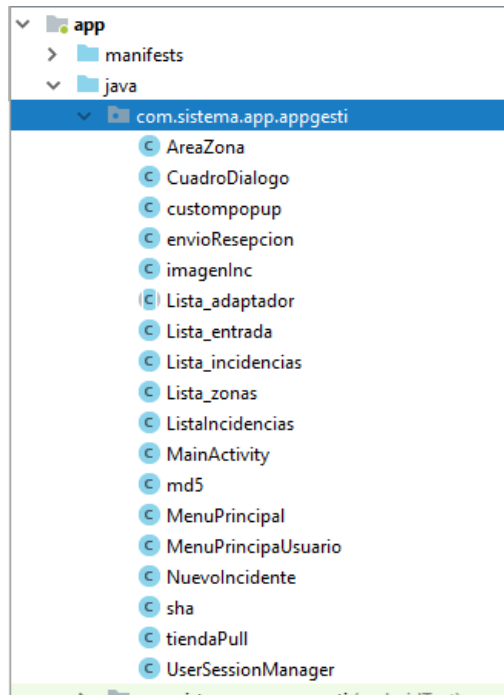 app
manifests
java
com.sistema.app.appgesti
AreaZona
CuadroDialogo
custompopup
envioResepcion
imagenInc
Lista_adaptador
Lista_entrada
Lista_incidencias
Lista_zonas
ListaIncidencias
MainActivity
md5
MenuPrincipal
MenuPrincipaUsuario
NuevoIncidente
sha
tiendaPull
UserSessionManager